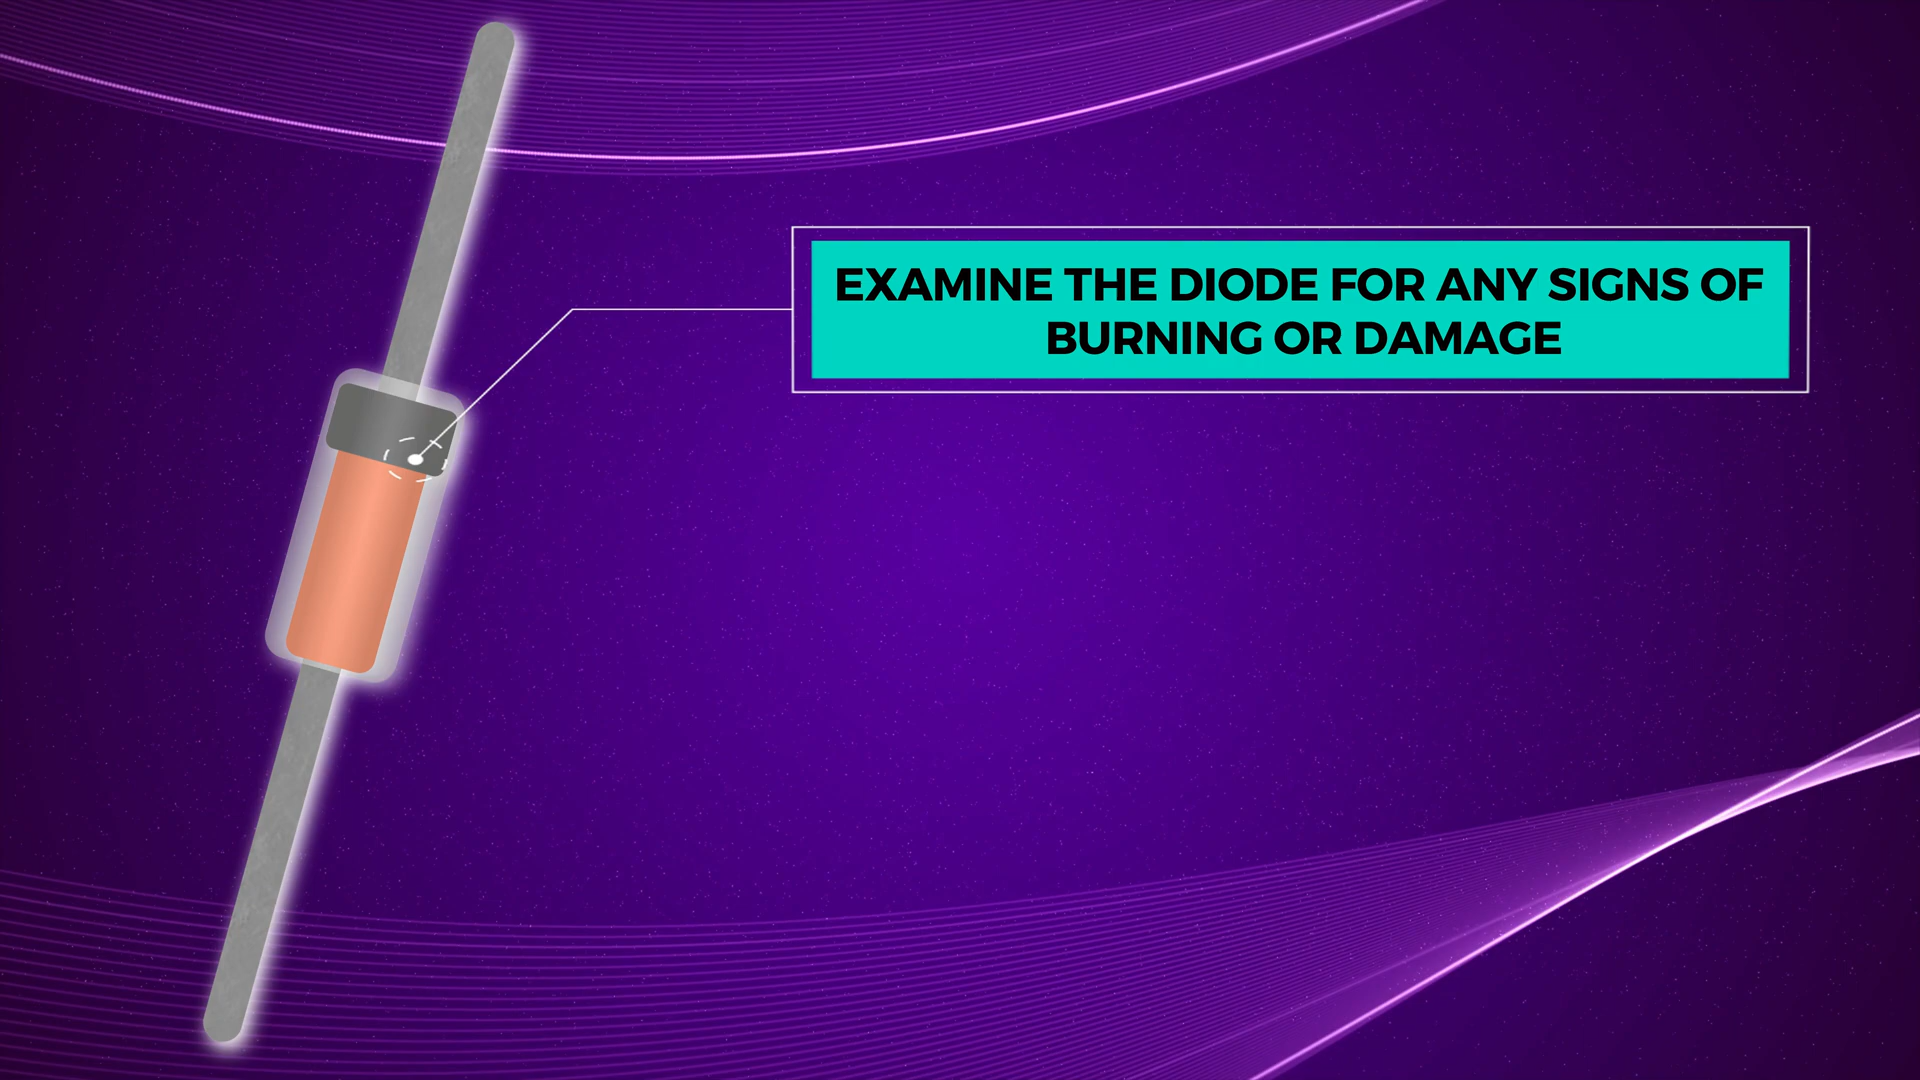 EXAMINE THE DIODE FOR ANY SIGNS OF
BURNING OR DAMAGE